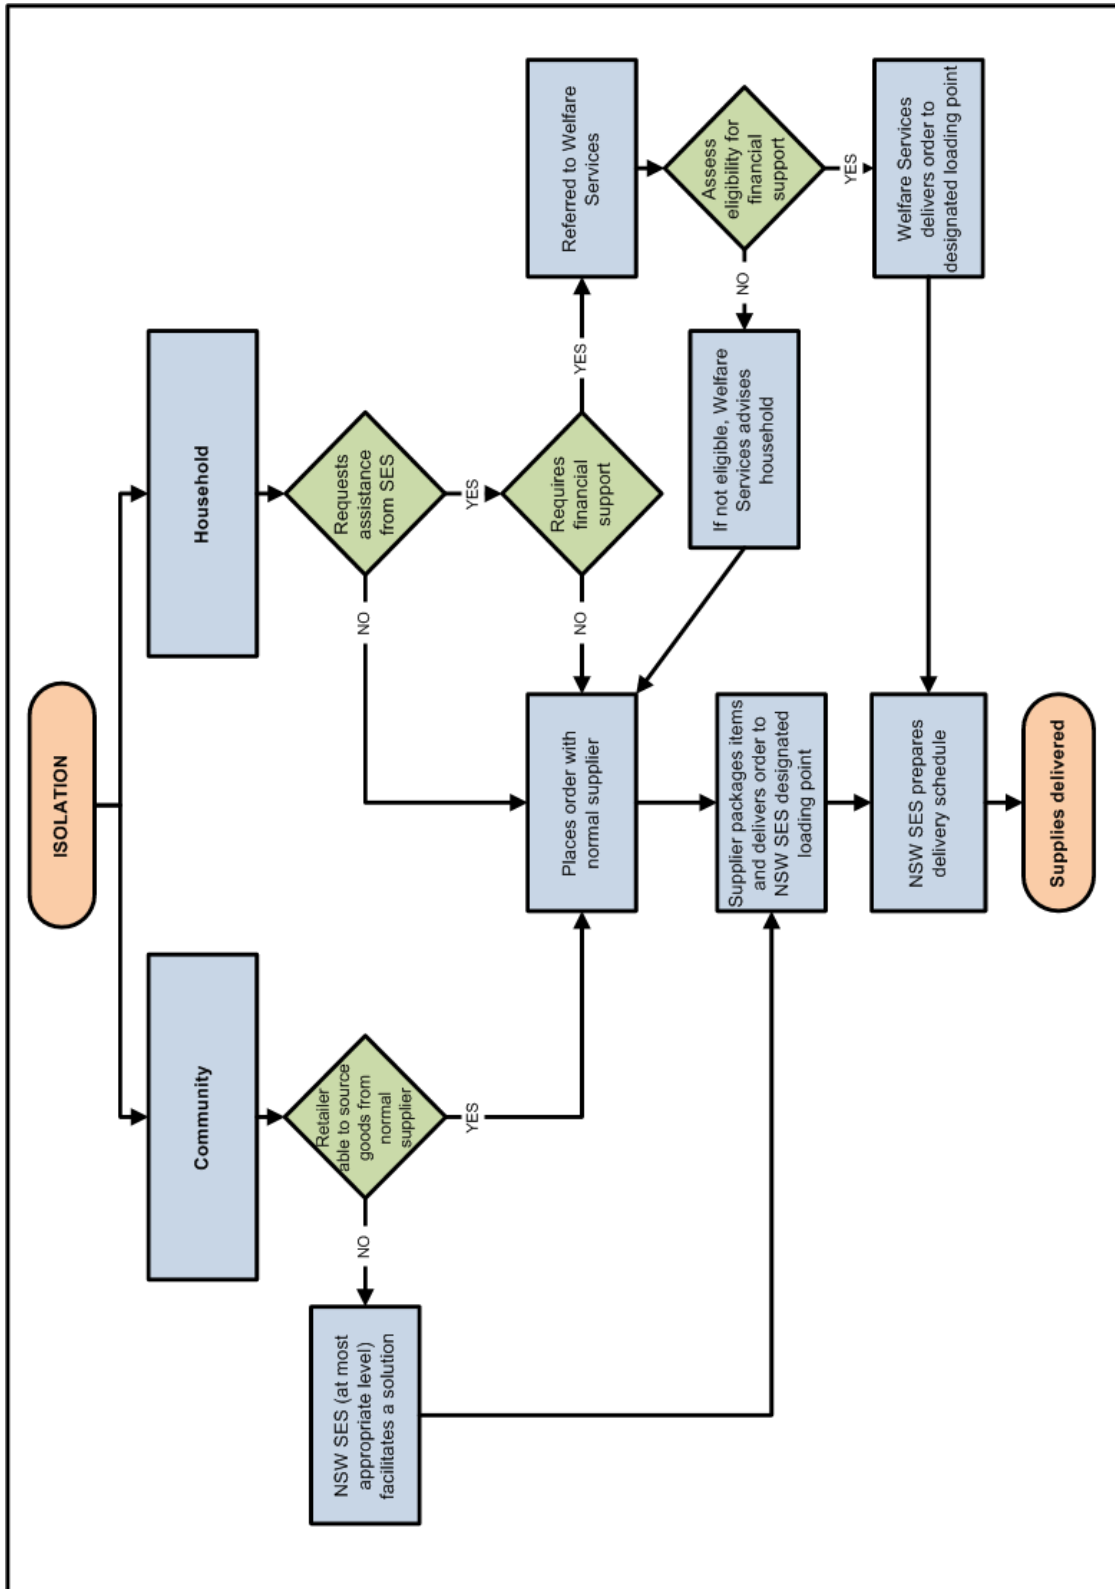 ISOLATION
Community
Household
Retailer
able to source
goods from
normal
supplier
NO
YES
NSW SES (at most
appropriate level)
facilitates a solution
Requests
assistance
from SES
NO
YES
Requires
financial
support
NO
YES
Referred to Welfare
Services
Places order with
normal supplier
Assess
eligibility for
financial
support
NO
YES
If not eligible, Welfare
Services advises
household
Supplier packages items
and delivers order to
NSW SES designated
loading point
Welfare Services
delivers order to
designated loading point
NSW SES prepares
delivery schedule
Supplies delivered